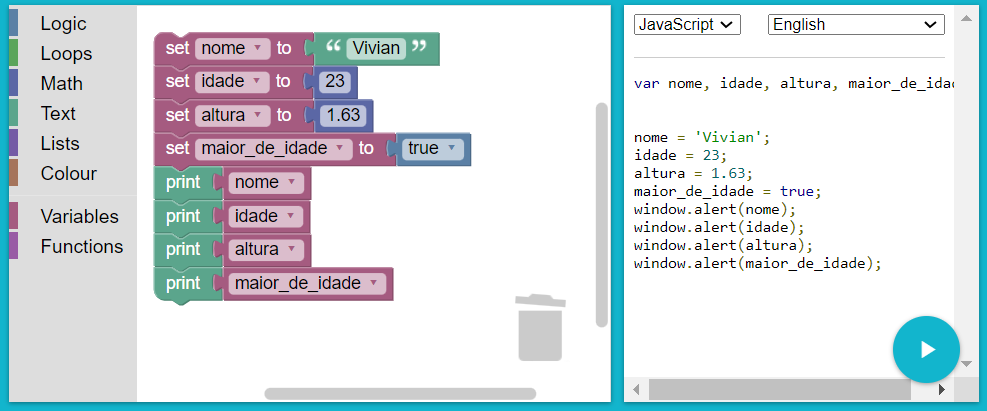 Logic
Loops
Math
Text
Lists
Colour
Variables
Functions
set nome to “ Vivian ”
set idade to 23
set altura to 1.63
set maior_de_idade to true
print nome
print idade
print altura
print maior_de_idade
JavaScript English
var nome, idade, altura, maior_de_idad
nome = 'Vivian';
idade = 23;
altura = 1.63;
maior_de_idade = true;
window.alert(nome);
window.alert(idade);
window.alert(altura);
window.alert(maior_de_idade);